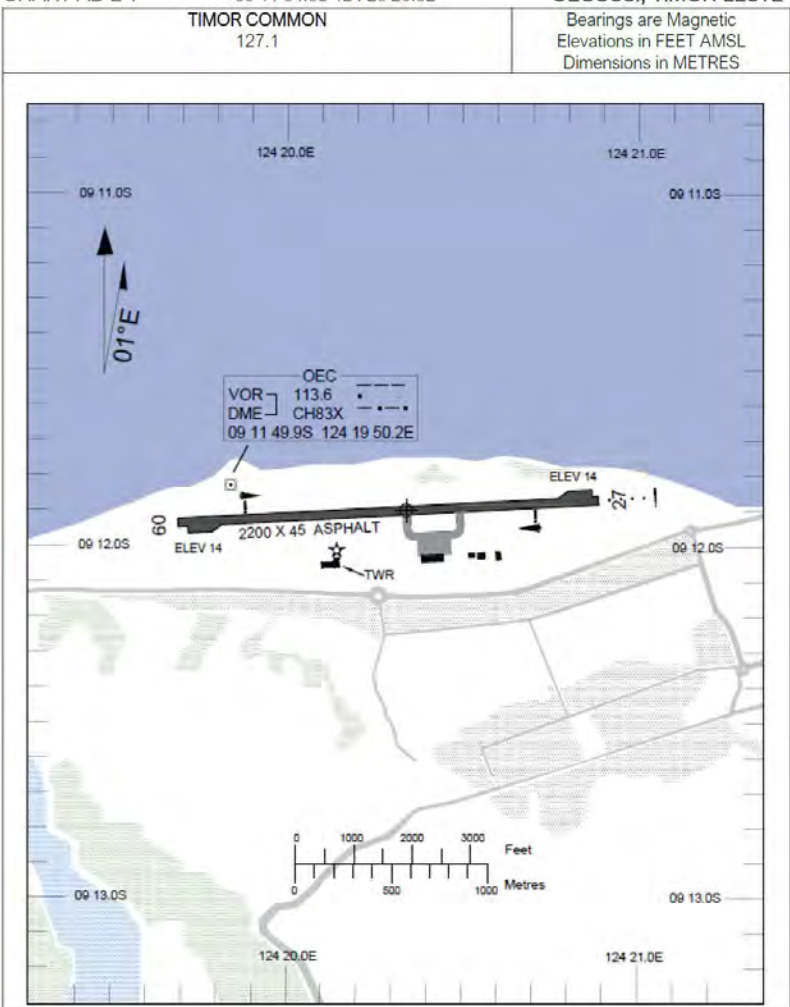 TIMOR COMMON
127.1
Bearings are Magnetic
Elevations in FEET AMSL
Dimensions in METRES
124 20.0E 124 21.0E
09 11.0S 09 11.0S
01°E
OEC
VOR 113.6
DME CH83X
09 11 49.9S 124 19 50.2E
ELEV 14
27
09
2200 X 45 ASPHALT
09 12.0S ELEV 14 09 12.0S
TWR
0 1000 2000 3000 Feet
0 500 1000 Metres
09 13.0S 09 13.0S
124 20.0E 124 21.0E